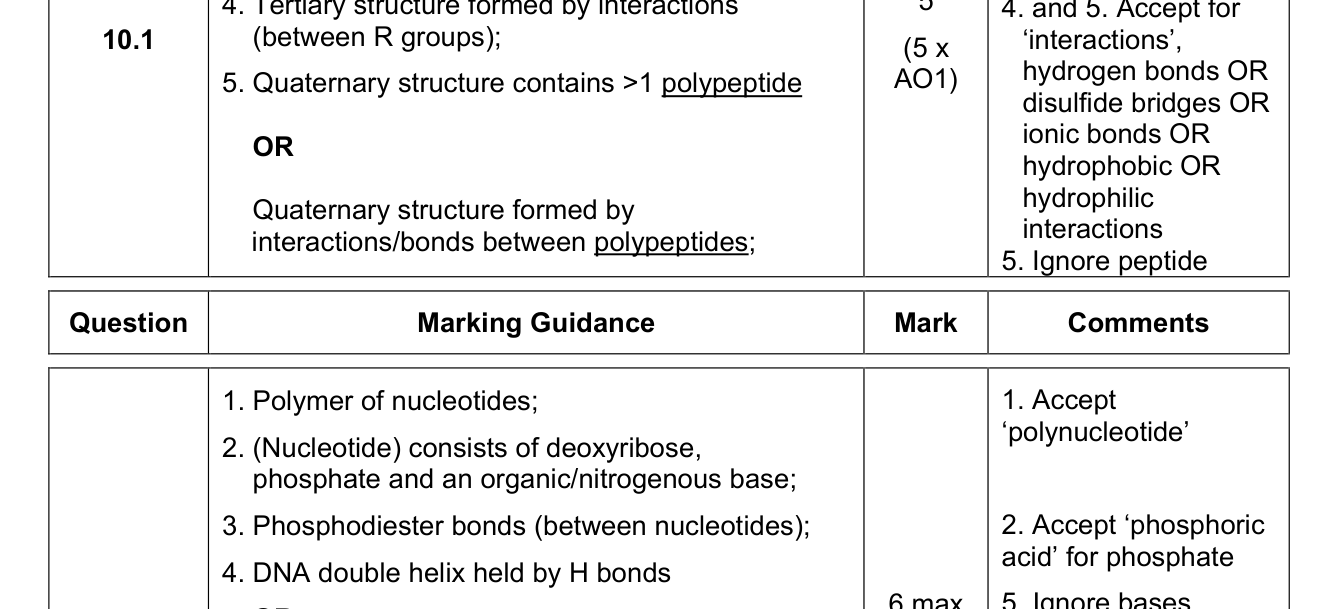 4. Tertiary structure formed by interactions
(between R groups);
5. Quaternary structure contains >1 polypeptide
OR
Quaternary structure formed by
interactions/bonds between polypeptides;
10.1
5
(5 x
AO1)
4. and 5. Accept for
‘interactions’,
hydrogen bonds OR
disulfide bridges OR
ionic bonds OR
hydrophobic OR
hydrophilic
interactions
5. Ignore peptide
Question Marking Guidance Mark Comments
1. Polymer of nucleotides;
2. (Nucleotide) consists of deoxyribose,
phosphate and an organic/nitrogenous base;
3. Phosphodiester bonds (between nucleotides);
4. DNA double helix held by H bonds
OR
6 max
1. Accept
‘polynucleotide’
2. Accept ‘phosphoric
acid’ for phosphate
5. Ignore bases